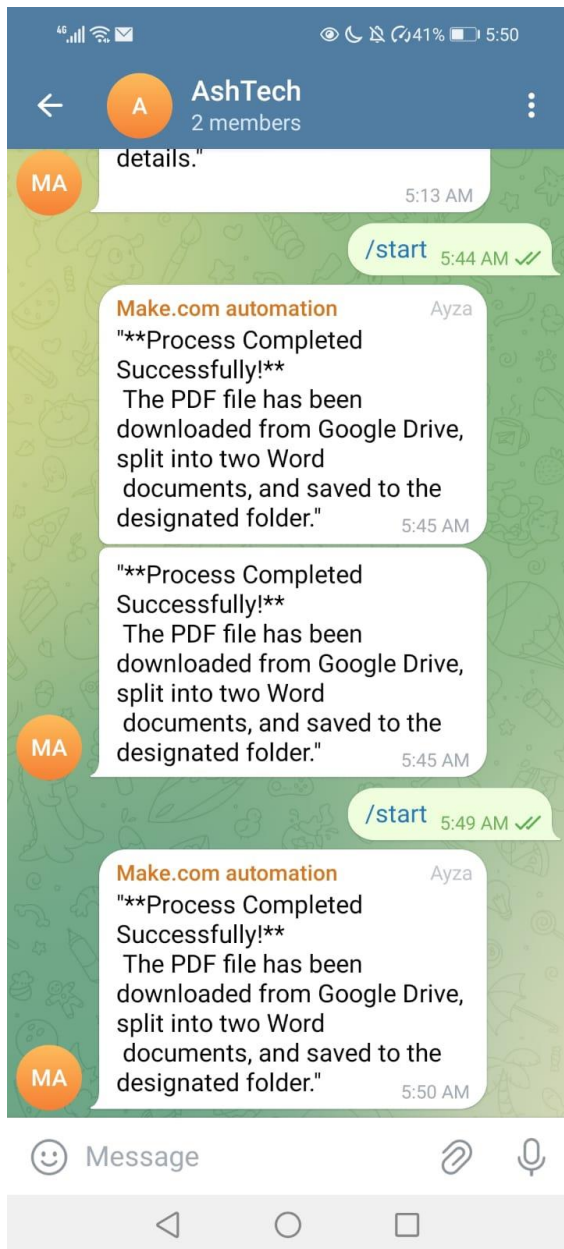 46 41% 5:50
A AshTech
2 members
details."
MA
5:13 AM
/start 5:44 AM
Make.com automation Ayza
"**Process Completed
Successfully!**
The PDF file has been
downloaded from Google Drive,
split into two Word
documents, and saved to the
designated folder." 5:45 AM
"**Process Completed
Successfully!**
The PDF file has been
downloaded from Google Drive,
split into two Word
documents, and saved to the
MA designated folder." 5:45 AM
/start 5:49 AM
Make.com automation Ayza
"**Process Completed
Successfully!**
The PDF file has been
downloaded from Google Drive,
split into two Word
documents, and saved to the
MA designated folder." 5:50 AM
Message